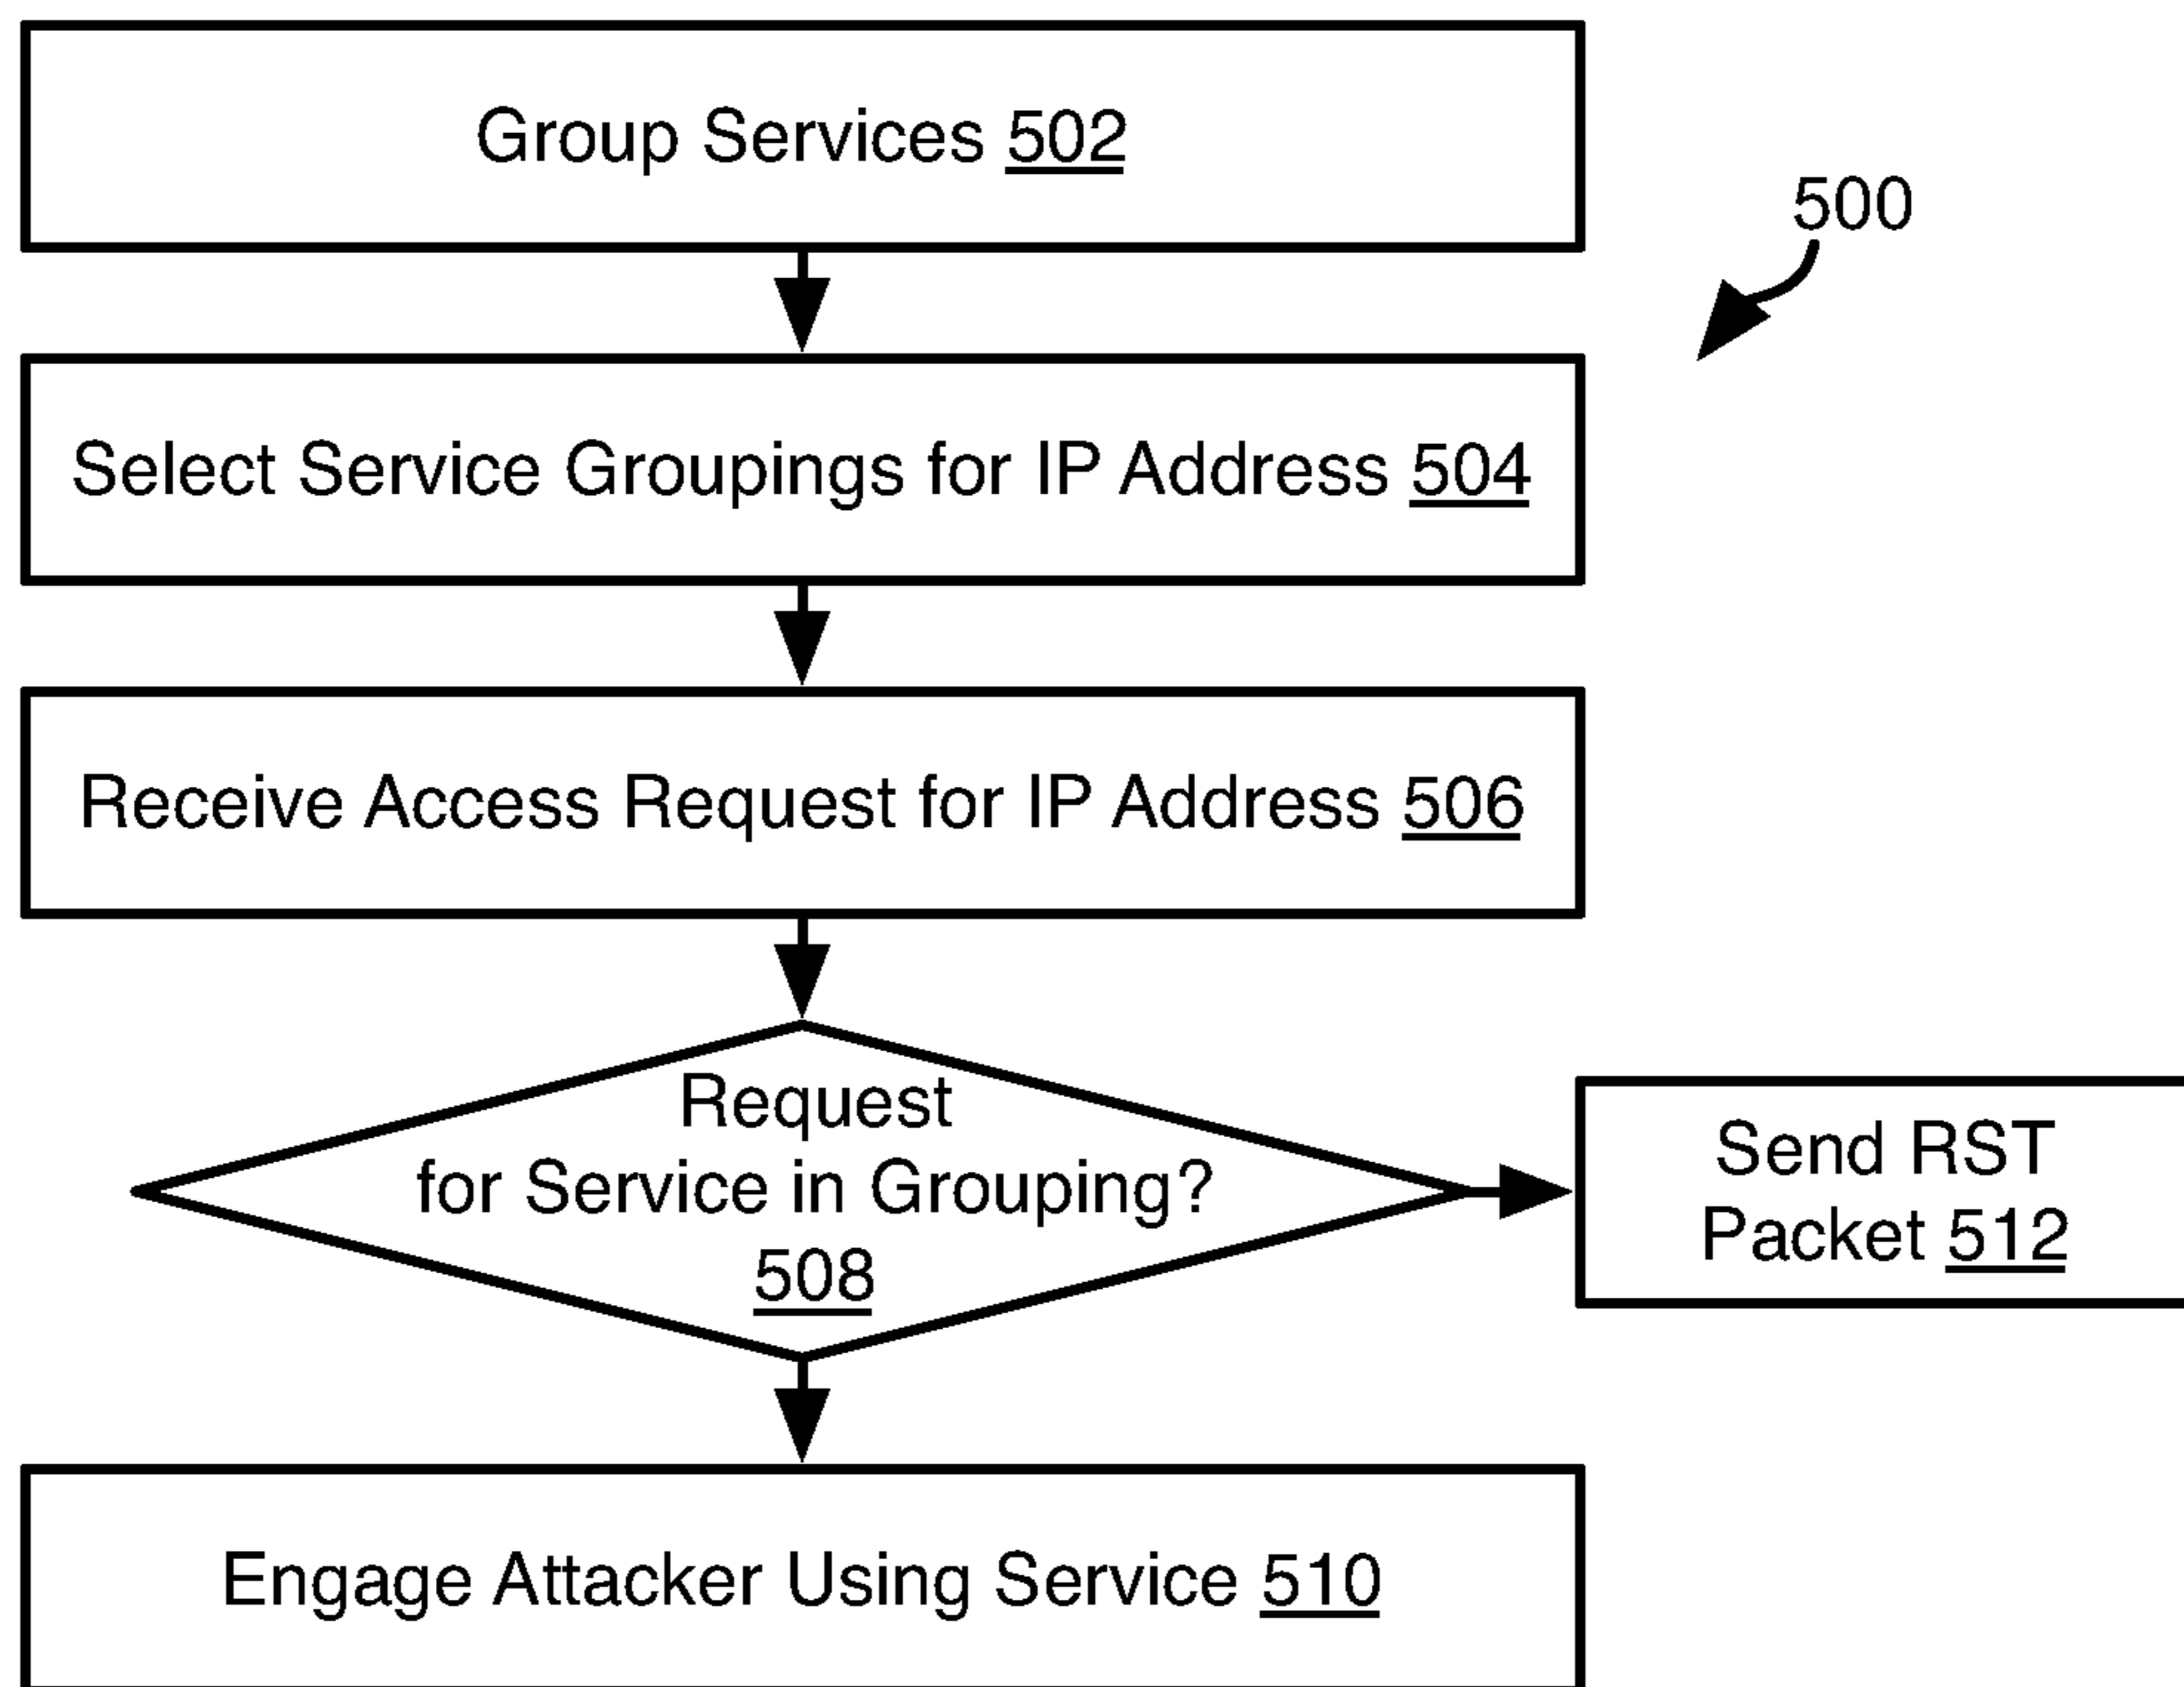 Group Services 502
500
Select Service Groupings for IP Address 504
Receive Access Request for IP Address 506
Request
for Service in Grouping?
508
Send RST
Packet 512
Engage Attacker Using Service 510